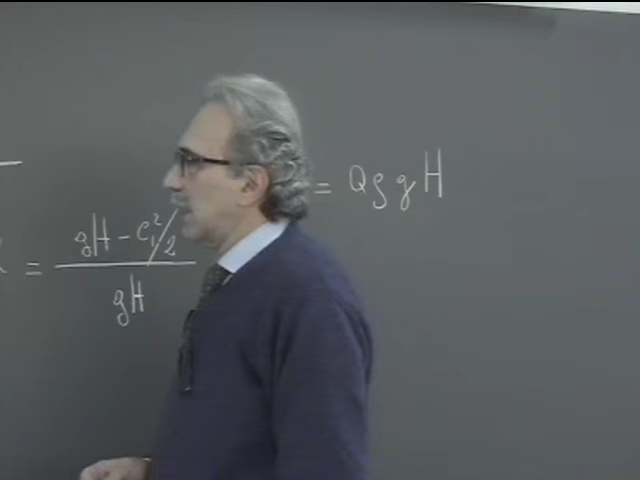 = QρgH
= (gH - c₁²/2) / gH